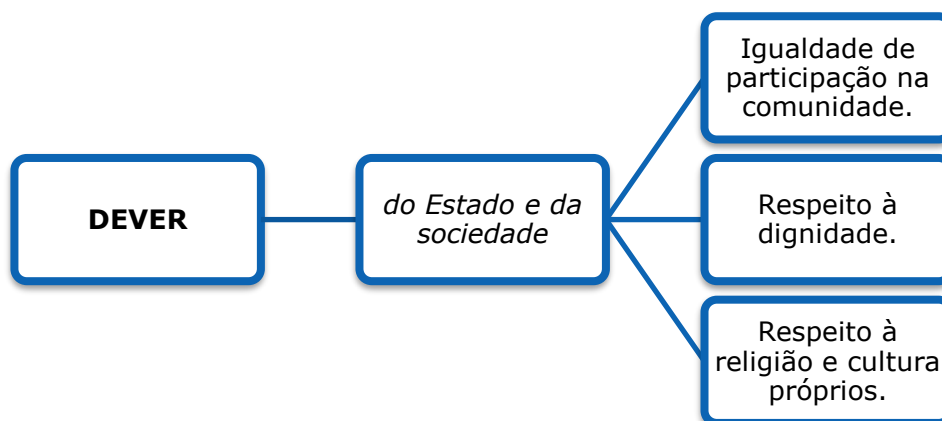 DEVER
do Estado e da
sociedade
Igualdade de
participação na
comunidade.
Respeito à
dignidade.
Respeito à
religião e cultura
próprios.